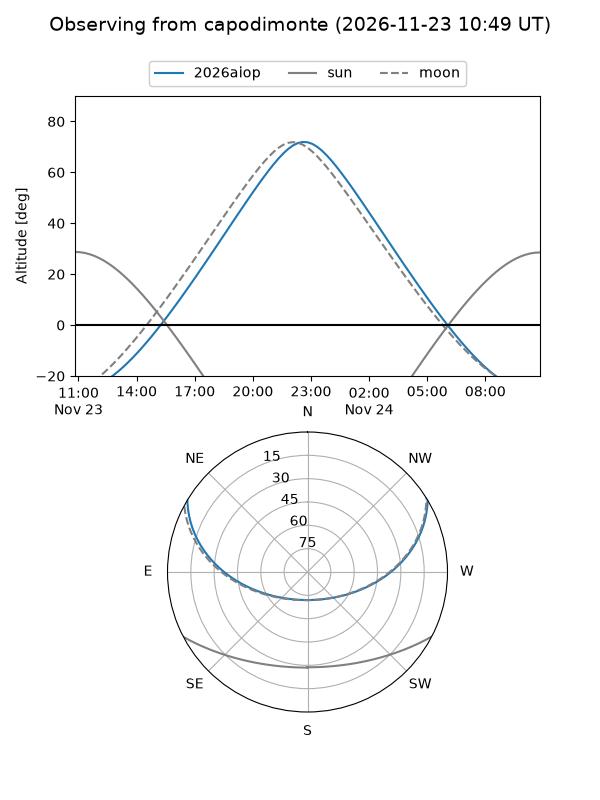 Observing from capodimonte (2026-11-23 10:49 UT)
2026aiop sun moon
Altitude [deg]
80
60
40
20
0
−20
11:00 14:00 17:00 20:00 23:00 02:00 05:00 08:00
Nov 23 Nov 24
N
NE NW
15
30
45
60
75
E W
SE SW
S